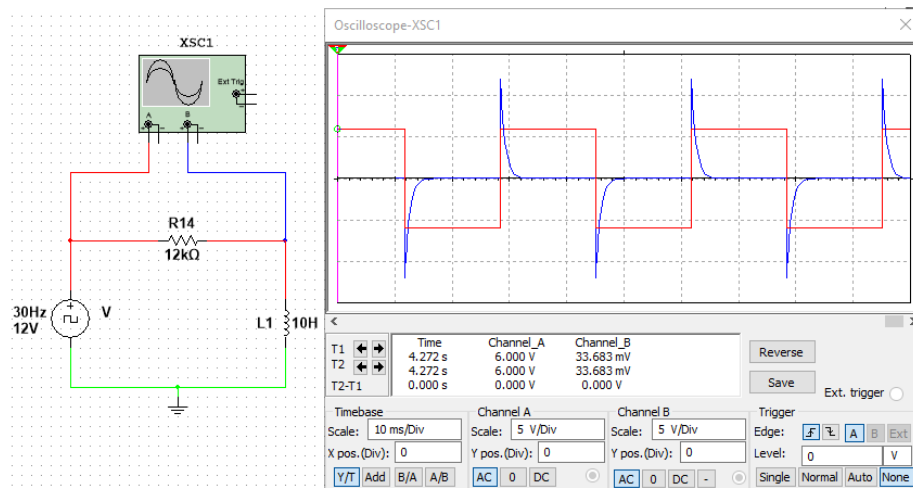 XSC1
Ext Trig
+
-
A
B
+ - + -
R14
12kΩ
30Hz
12V
+
V
L1
10H
Oscilloscope-XSC1
T1
T2
T2-T1
Time Channel_A Channel_B
4.272 s 6.000 V 33.683 mV
4.272 s 6.000 V 33.683 mV
0.000 s 0.000 V 0.000 V
Reverse
Save
Ext. trigger
Timebase
Scale: 10 ms/Div
X pos.(Div): 0
Y/T Add B/A A/B
Channel A
Scale: 5 V/Div
Y pos.(Div): 0
AC 0 DC
Channel B
Scale: 5 V/Div
Y pos.(Div): 0
AC 0 DC -
Trigger
Edge: A B Ext
Level: 0 V
Single Normal Auto None